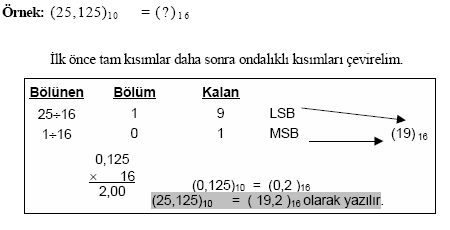 Örnek: (25,125)₁₀ = (?)₁₆
İlk önce tam kısımlar daha sonra ondalıklı kısımları çevirelim.
Bölünen Bölüm Kalan
25÷16 1 9 LSB
1÷16 0 1 MSB (19)₁₆
0,125
× 16
2,00
(0,125)₁₀ = (0,2)₁₆
(25,125)₁₀ = ( 19,2 )₁₆ olarak yazılır.